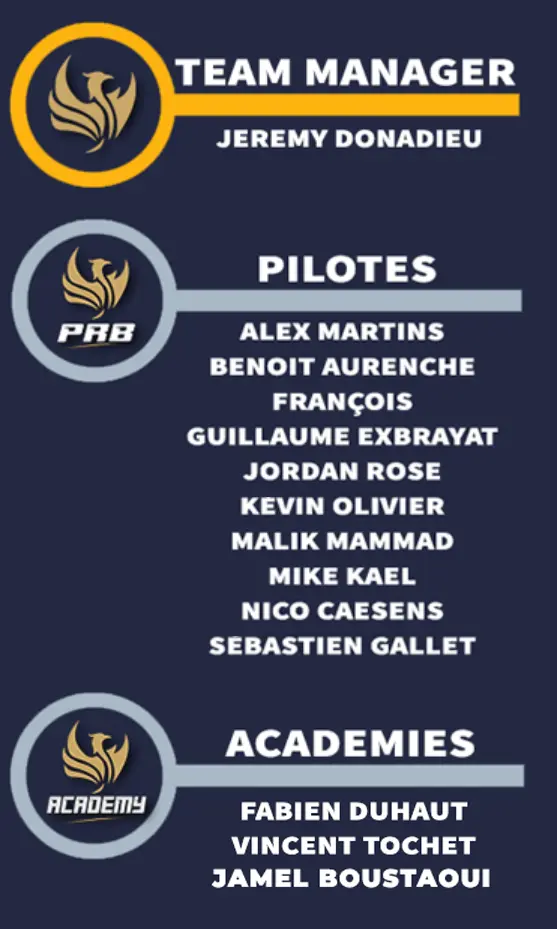 TEAM MANAGER
JEREMY DONADIEU
PILOTES
PRB
ALEX MARTINS
BENOIT AURENCHE
FRANÇOIS
GUILLAUME EXBRAYAT
JORDAN ROSE
KEVIN OLIVIER
MALIK MAMMAD
MIKE KAEL
NICO CAESENS
SÉBASTIEN GALLET
ACADEMIES
ACADEMY
FABIEN DUHAUT
VINCENT TOCHET
JAMEL BOUSTAOUI